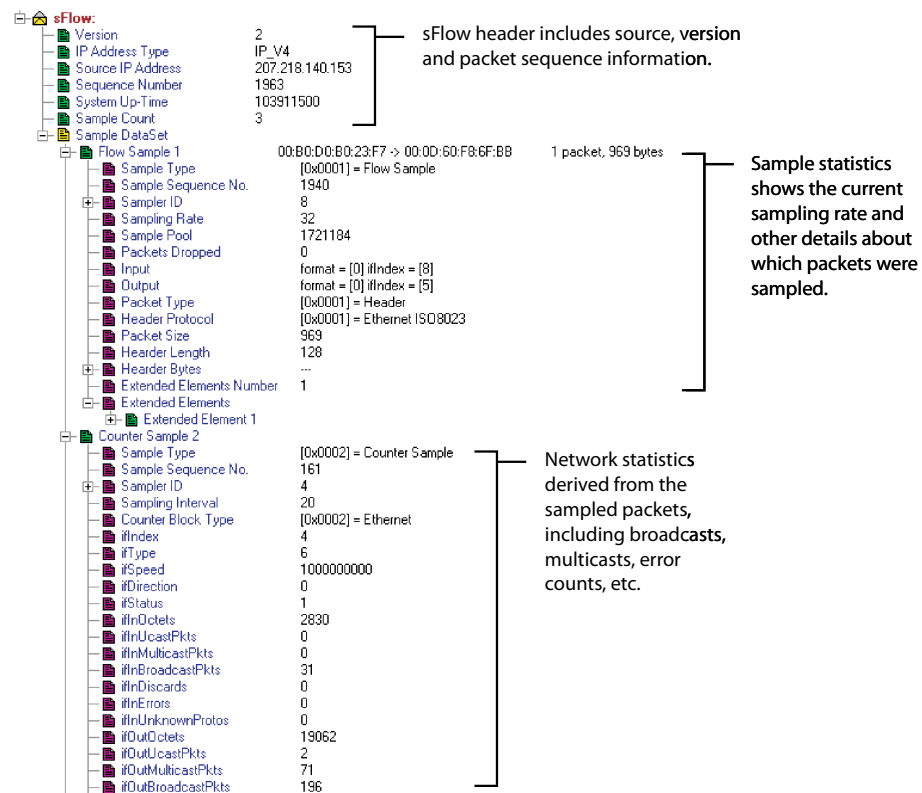 sFlow:
Version 2
IP Address Type IP_V4
Source IP Address 207.218.140.153
Sequence Number 1963
System Up-Time 103911500
Sample Count 3
sFlow header includes source, version
and packet sequence information.
Sample DataSet
Flow Sample 1 00:B0:D0:B0:23:F7 -> 00:0D:60:F8:6F:BB 1 packet, 969 bytes
Sample Type [0x0001] = Flow Sample
Sample Sequence No. 1940
Sampler ID 8
Sampling Rate 32
Sample Pool 1721184
Packets Dropped 0
Input format = [0] ifIndex = [8]
Output format = [0] ifIndex = [5]
Packet Type [0x0001] = Header
Header Protocol [0x0001] = Ethernet ISO8023
Packet Size 969
Hearder Length 128
Hearder Bytes ---
Extended Elements Number 1
Extended Elements
Extended Element 1
Sample statistics
shows the current
sampling rate and
other details about
which packets were
sampled.
Counter Sample 2
Sample Type [0x0002] = Counter Sample
Sample Sequence No. 161
Sampler ID 4
Sampling Interval 20
Counter Block Type [0x0002] = Ethernet
ifIndex 4
ifType 6
ifSpeed 1000000000
ifDirection 0
ifStatus 1
ifInOctets 2830
ifInUcastPkts 0
ifInMulticastPkts 0
ifInBroadcastPkts 31
ifInDiscards 0
ifInErrors 0
ifInUnknownProtos 0
ifOutOctets 19062
ifOutUcastPkts 2
ifOutMulticastPkts 71
ifOutBroadcastPkts 196
Network statistics
derived from the
sampled packets,
including broadcasts,
multicasts, error
counts, etc.